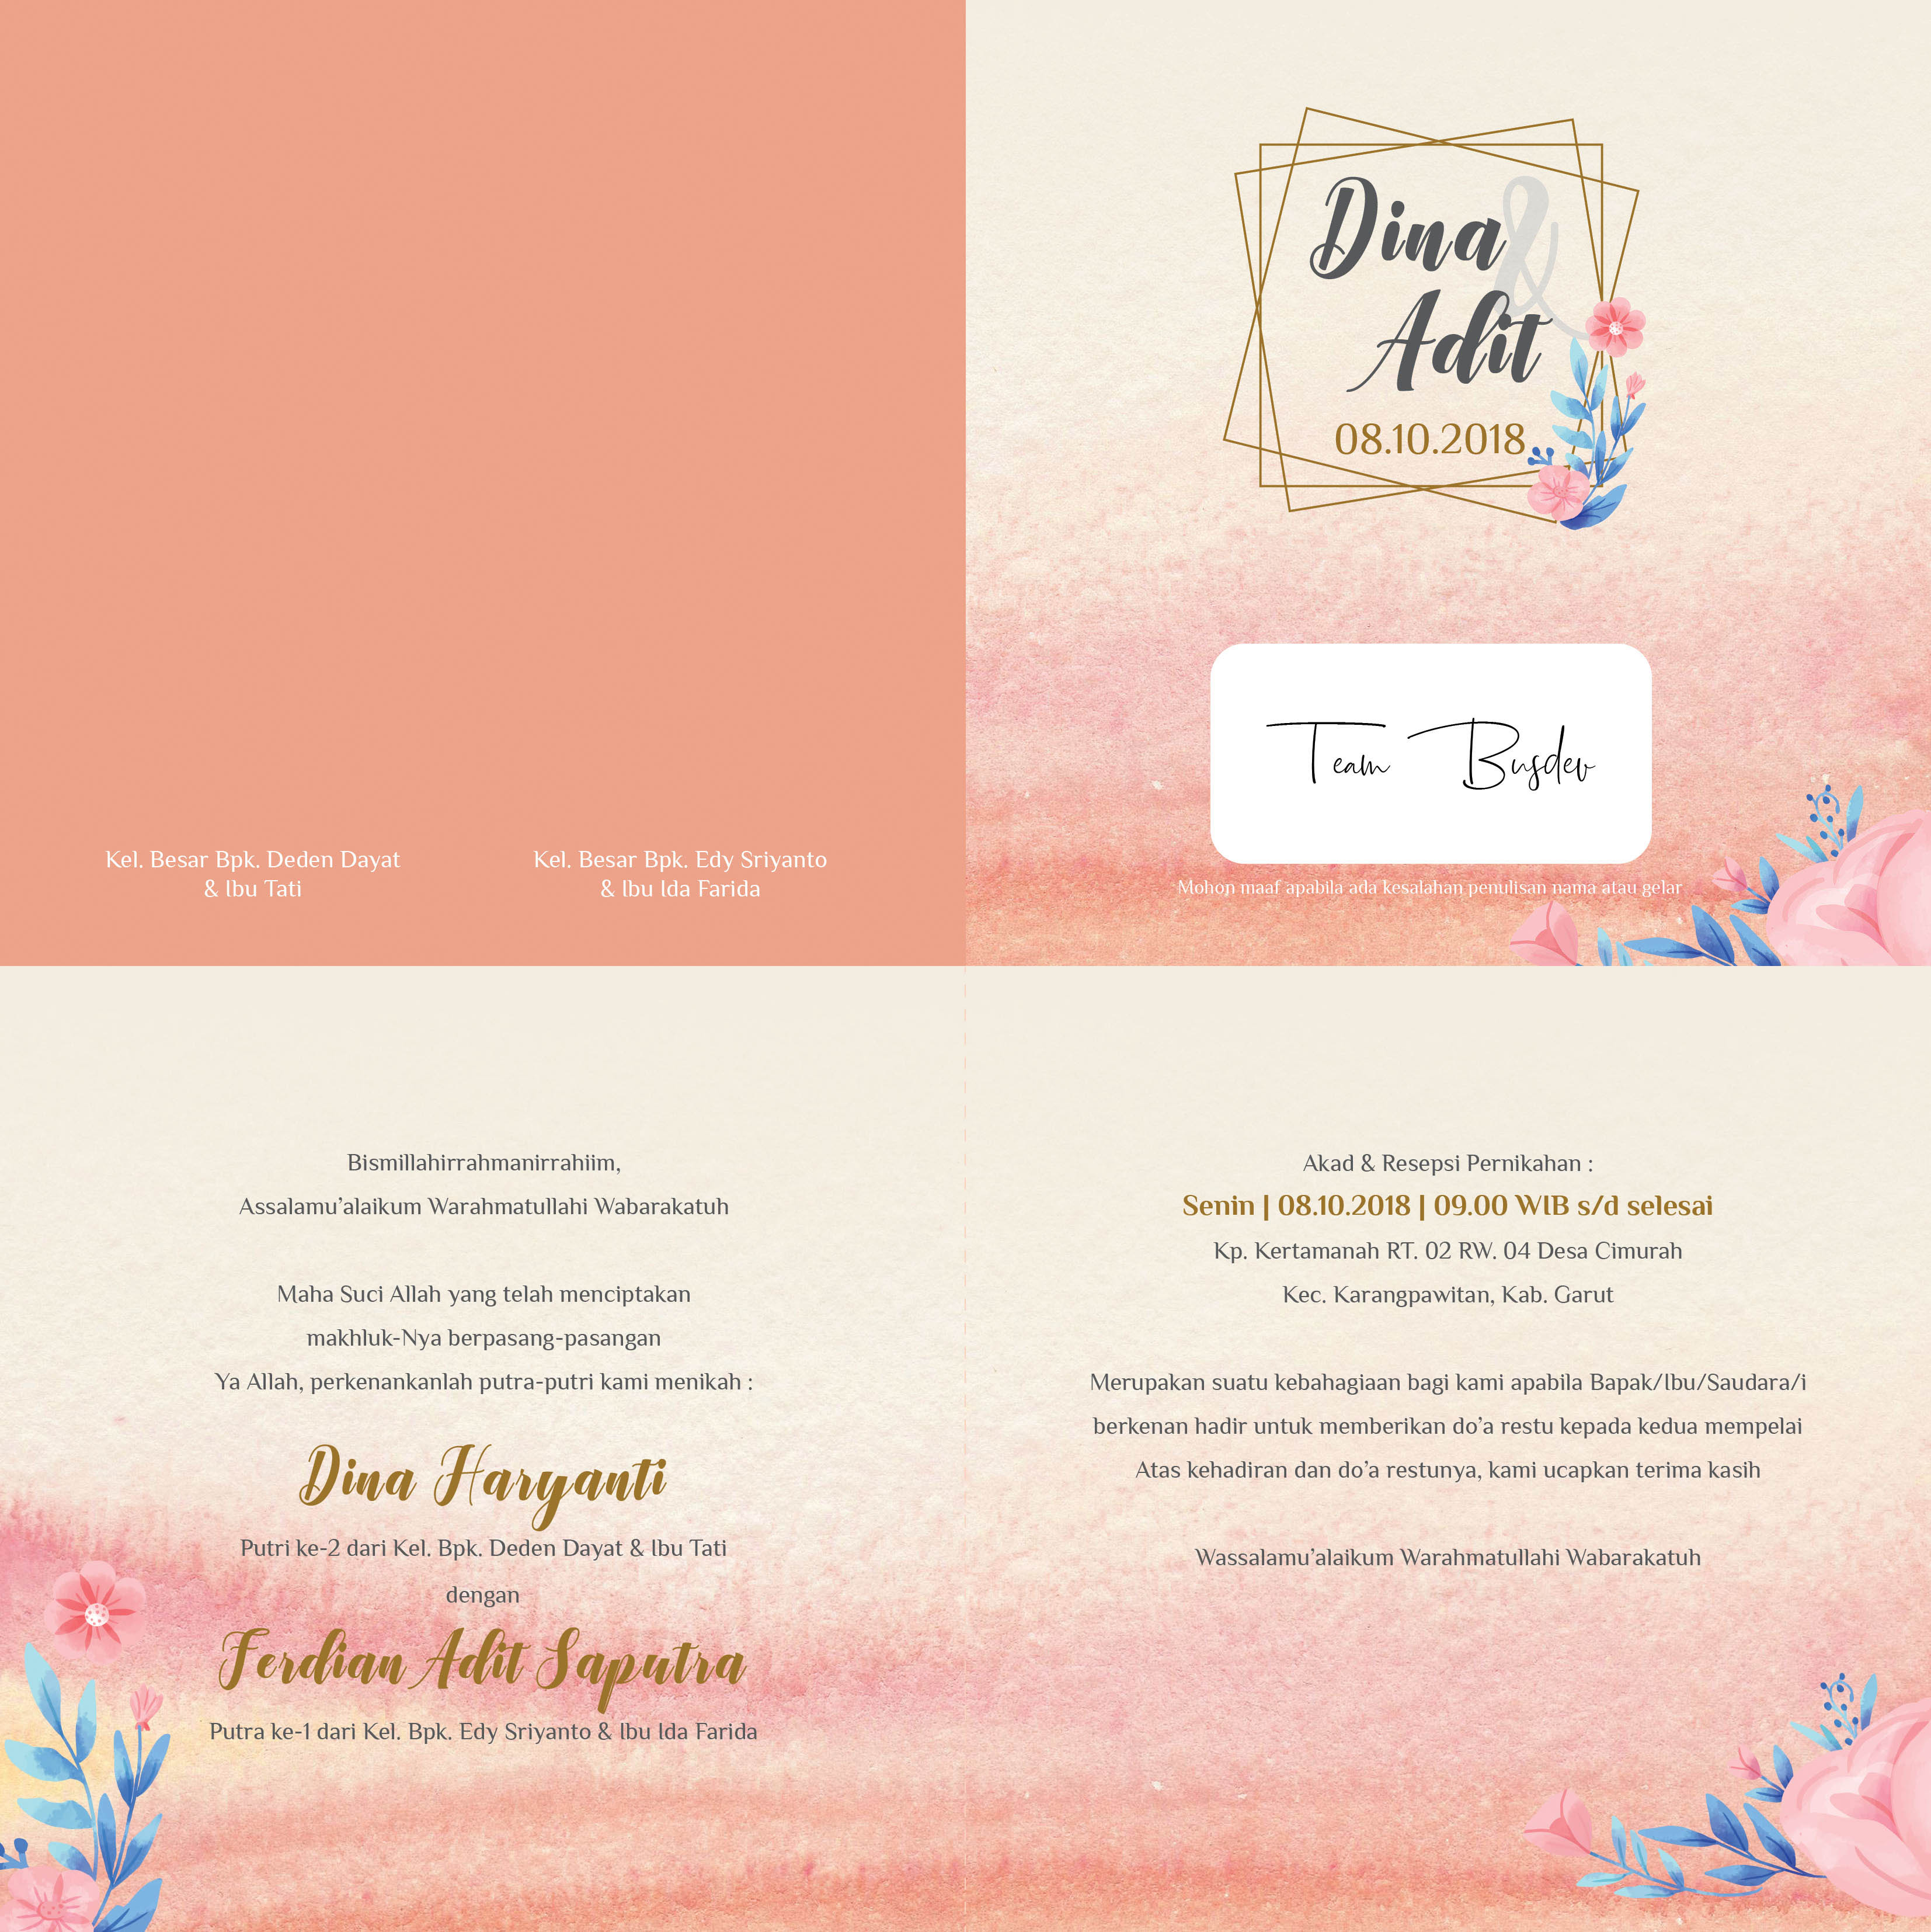 Kel. Besar Bpk. Deden Dayat
& Ibu Tati
Kel. Besar Bpk. Edy Sriyanto
& Ibu Ida Farida
Dina &
Adit
08.10.2018
Team Busdev
Mohon maaf apabila ada kesalahan penulisan nama atau gelar
Bismillahirrahmanirrahiim,
Assalamu’alaikum Warahmatullahi Wabarakatuh
Maha Suci Allah yang telah menciptakan
makhluk-Nya berpasang-pasangan
Ya Allah, perkenankanlah putra-putri kami menikah :
Dina Haryanti
Putri ke-2 dari Kel. Bpk. Deden Dayat & Ibu Tati
dengan
Ferdian Adit Saputra
Putra ke-1 dari Kel. Bpk. Edy Sriyanto & Ibu Ida Farida
Akad & Resepsi Pernikahan :
Senin | 08.10.2018 | 09.00 WIB s/d selesai
Kp. Kertamanah RT. 02 RW. 04 Desa Cimurah
Kec. Karangpawitan, Kab. Garut
Merupakan suatu kebahagiaan bagi kami apabila Bapak/Ibu/Saudara/i
berkenan hadir untuk memberikan do’a restu kepada kedua mempelai
Atas kehadiran dan do’a restunya, kami ucapkan terima kasih
Wassalamu’alaikum Warahmatullahi Wabarakatuh